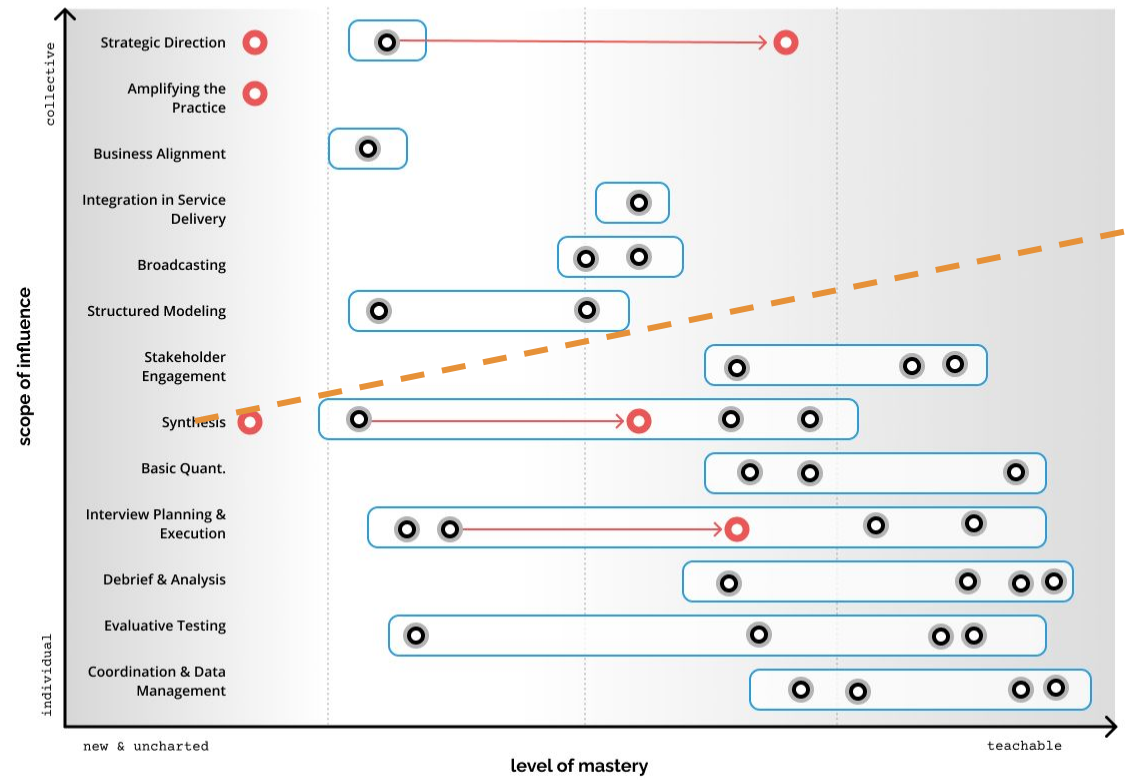 collective
Strategic Direction
Amplifying the
Practice
Business Alignment
Integration in Service
Delivery
Broadcasting
Structured Modeling
Stakeholder
Engagement
Synthesis
Basic Quant.
Interview Planning &
Execution
Debrief & Analysis
Evaluative Testing
Coordination & Data
Management
scope of influence
individual
new & uncharted
teachable
level of mastery